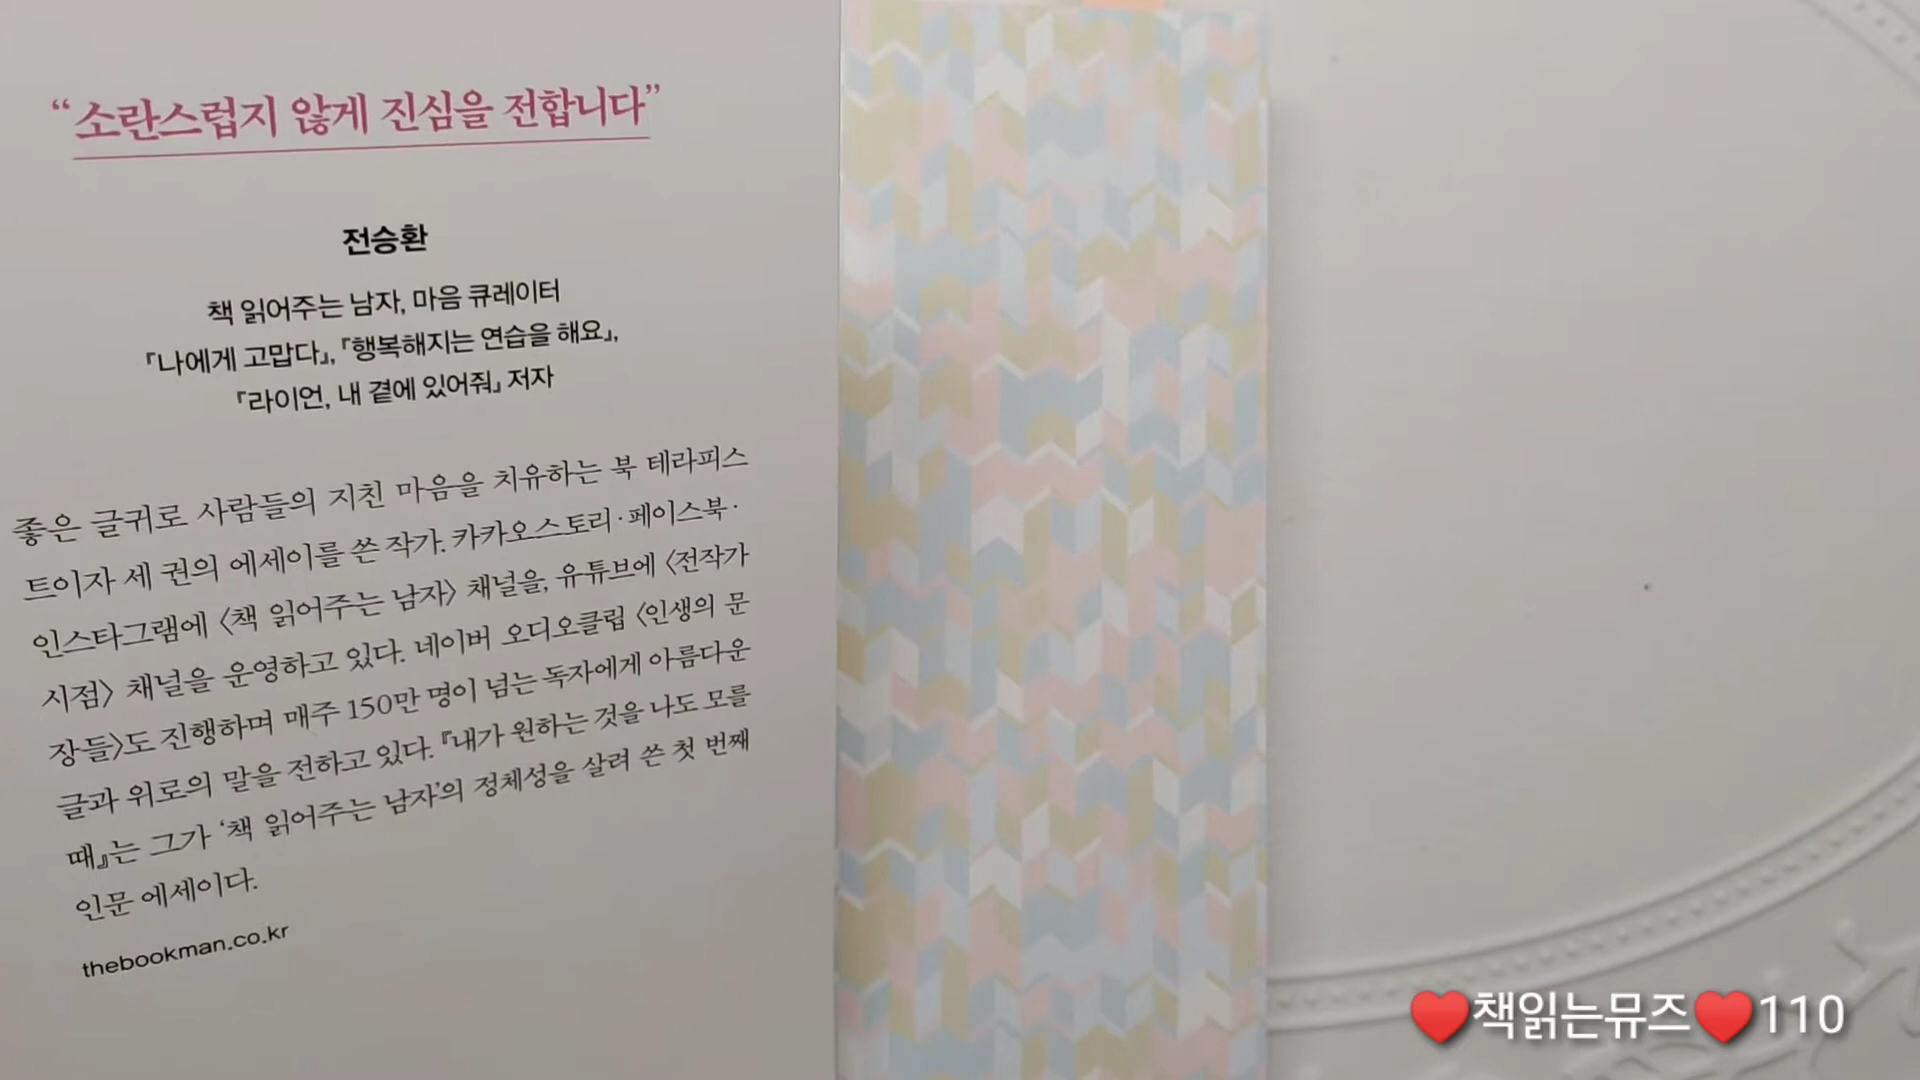 “소란스럽지 않게 진심을 전합니다”
전승환
책 읽어주는 남자, 마음 큐레이터
『나에게 고맙다』, 『행복해지는 연습을 해요』,
『라이언, 내 곁에 있어줘』 저자
좋은 글귀로 사람들의 지친 마음을 치유하는 북 테라피스
트이자 세 권의 에세이를 쓴 작가. 카카오스토리·페이스북·
인스타그램에 〈책 읽어주는 남자〉 채널을, 유튜브에 〈전작가
시점〉 채널을 운영하고 있다. 네이버 오디오클립 〈인생의 문
장들〉도 진행하며 매주 150만 명이 넘는 독자에게 아름다운
글과 위로의 말을 전하고 있다. 『내가 원하는 것을 나도 모를
때』는 그가 ‘책 읽어주는 남자’의 정체성을 살려 쓴 첫 번째
인문 에세이다.
thebookman.co.kr
❤️책읽는뮤즈❤️110